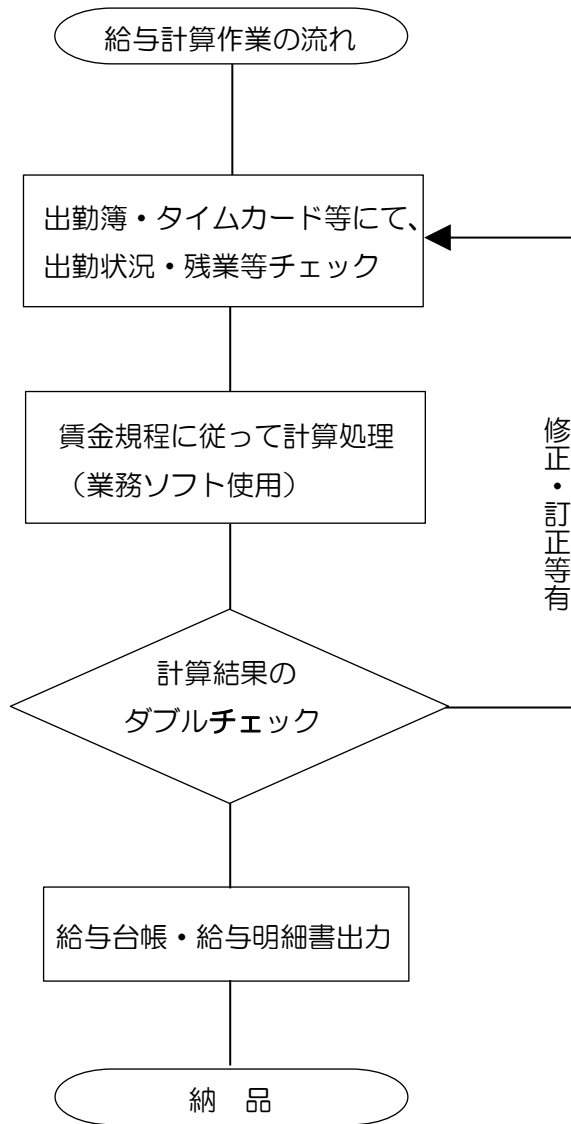 給与計算作業の流れ
出勤簿・タイムカード等にて、
出勤状況・残業等チェック
賃金規程に従って計算処理
（業務ソフト使用）
修正・訂正等有
計算結果の
ダブルチェック
給与台帳・給与明細書出力
納　品